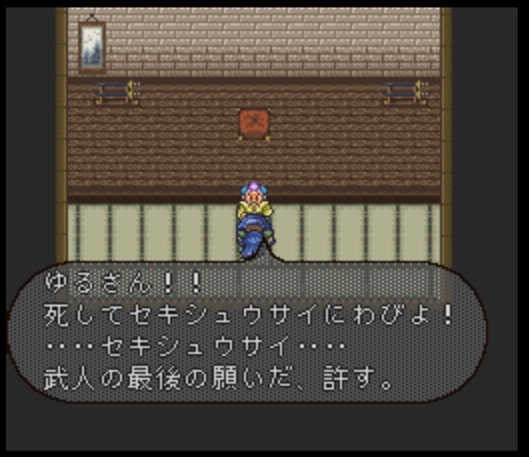 ゆるさん！！
死してセキシュウサイにわびよ！
‥‥セキシュウサイ‥‥
武人の最後の願いだ、許す。